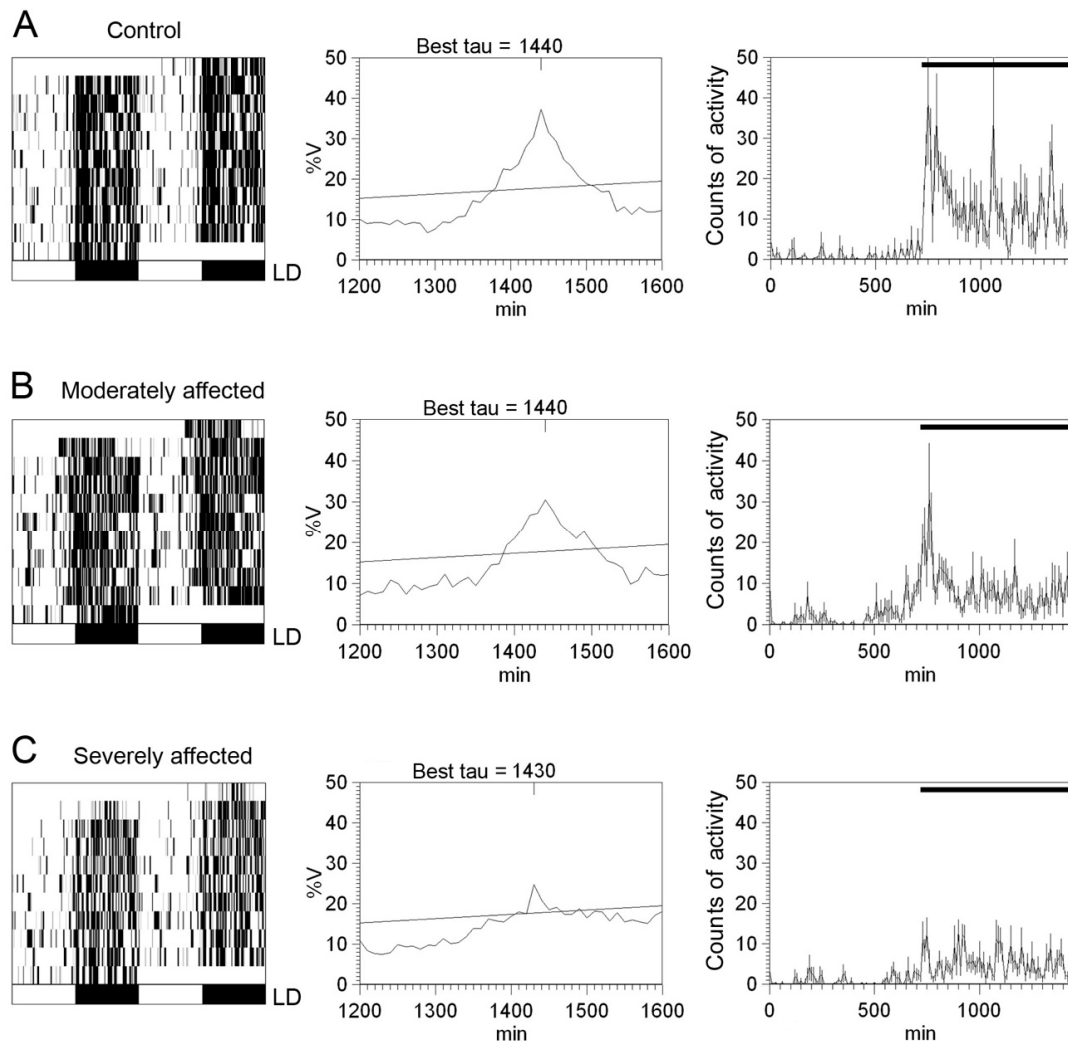 A
Control
LD
Best tau = 1440
50
40
30
20
10
0
%V
1200 1300 1400 1500 1600
min
50
40
30
20
10
0
Counts of activity
0 500 1000
min
B
Moderately affected
LD
Best tau = 1440
50
40
30
20
10
0
%V
1200 1300 1400 1500 1600
min
50
40
30
20
10
0
Counts of activity
0 500 1000
min
C
Severely affected
LD
Best tau = 1430
50
40
30
20
10
0
%V
1200 1300 1400 1500 1600
min
50
40
30
20
10
0
Counts of activity
0 500 1000
min